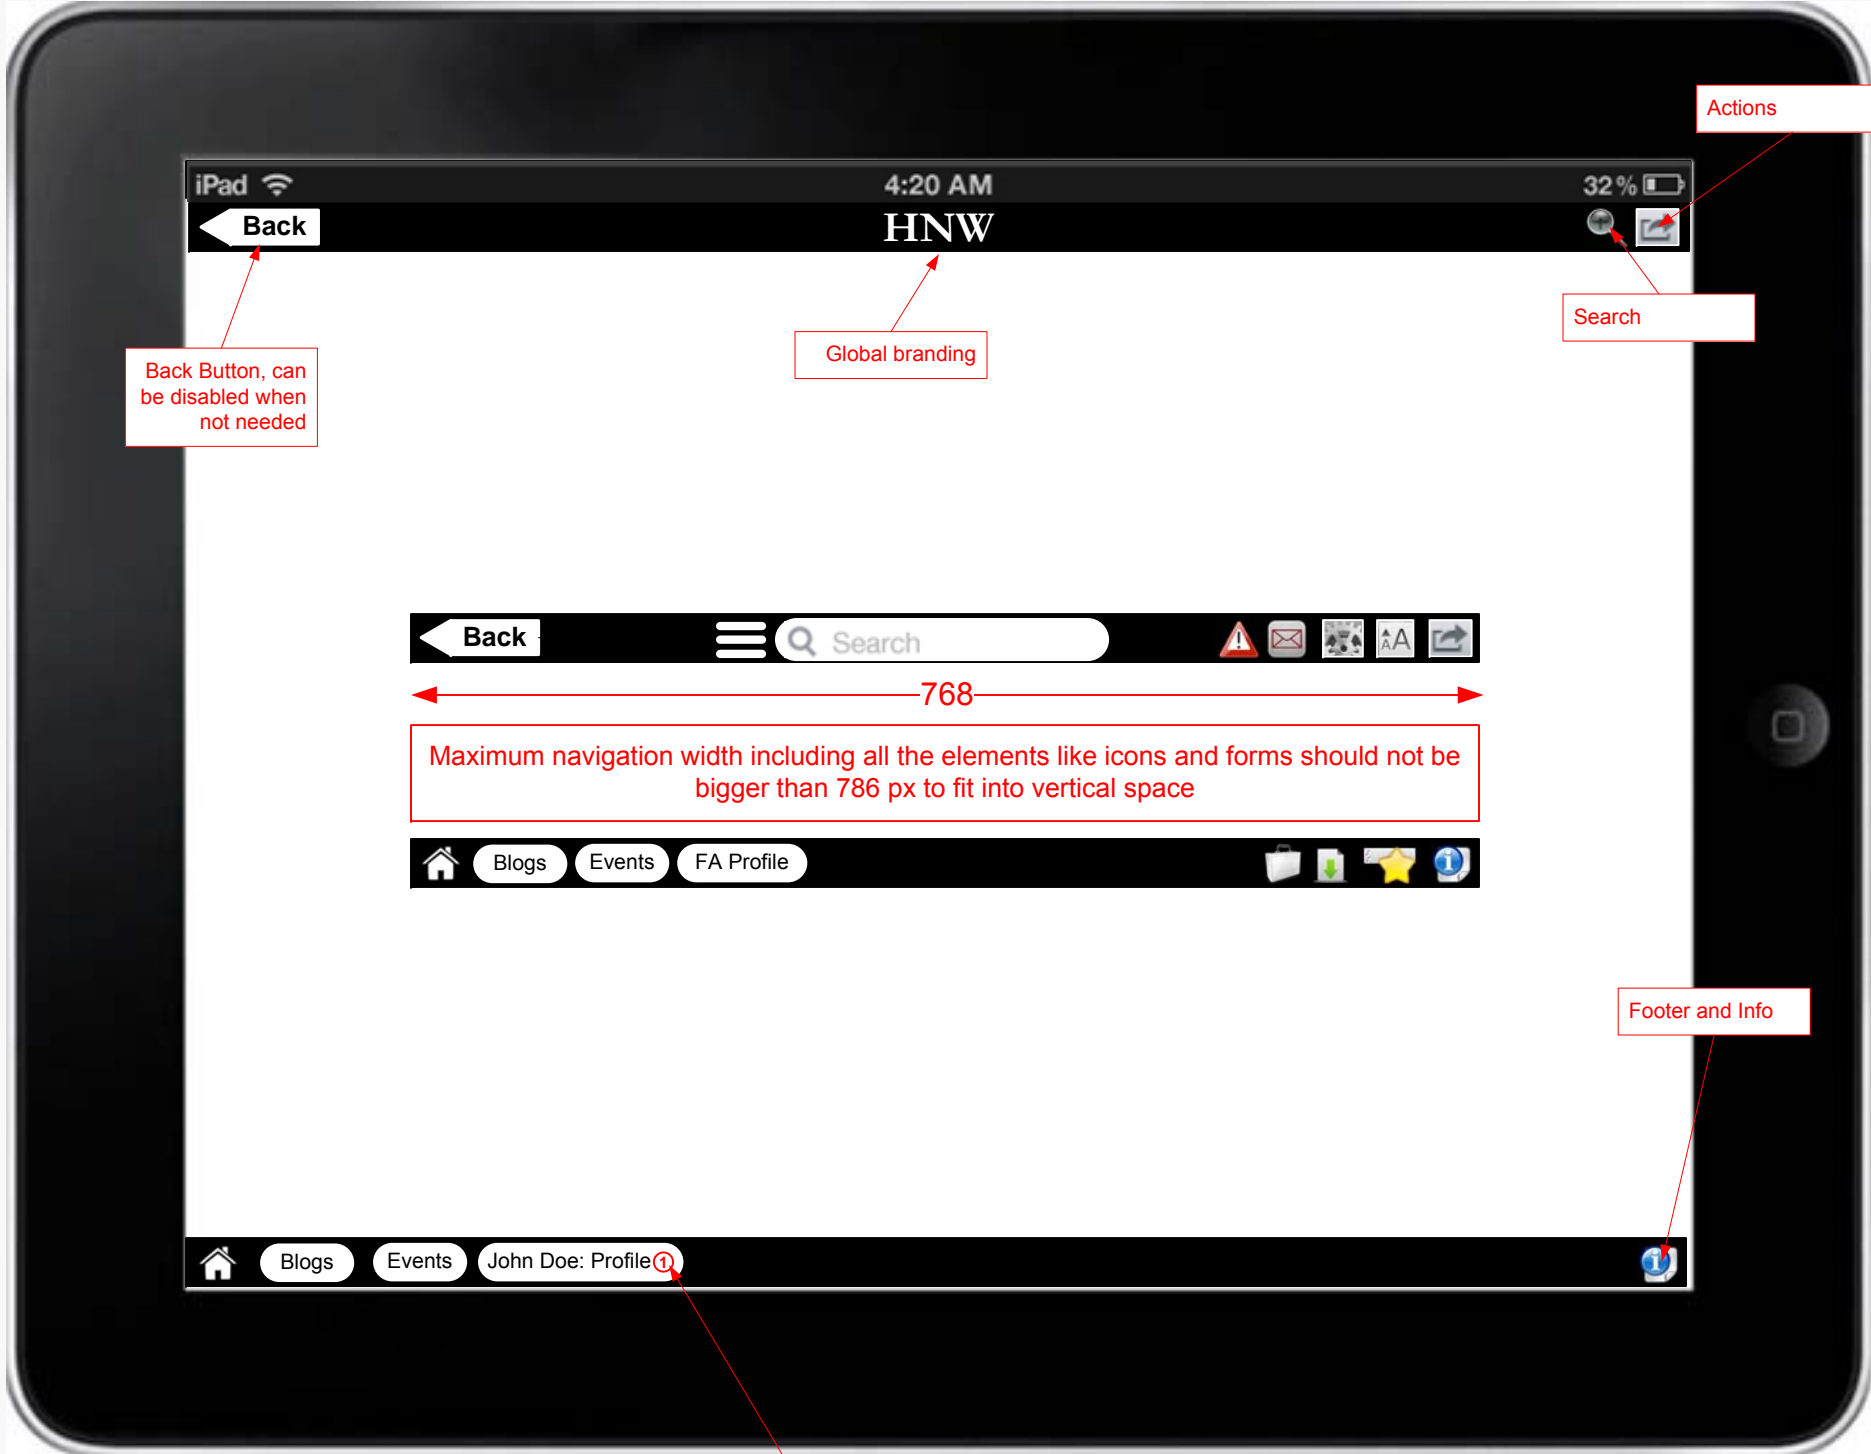 Actions
iPad
4:20 AM
32%
Back
HNW
Search
Global branding
Back Button, can
be disabled when
not needed
Back
Search
AA
768
Maximum navigation width including all the elements like icons and forms should not be
bigger than 786 px to fit into vertical space
Blogs
Events
FA Profile
Footer and Info
Blogs
Events
John Doe: Profile
1